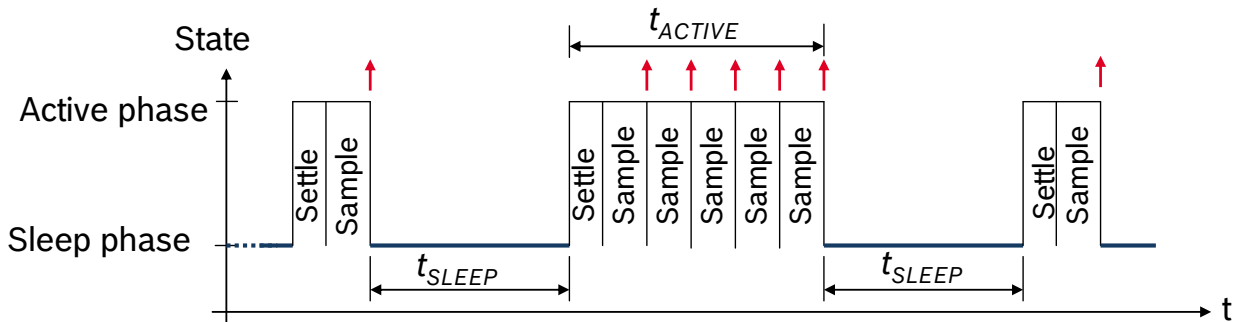 State
t_ACTIVE
Active phase
Settle
Sample
Settle
Sample
Sample
Sample
Sample
Sample
Settle
Sample
Sleep phase
t_SLEEP
t_SLEEP
t